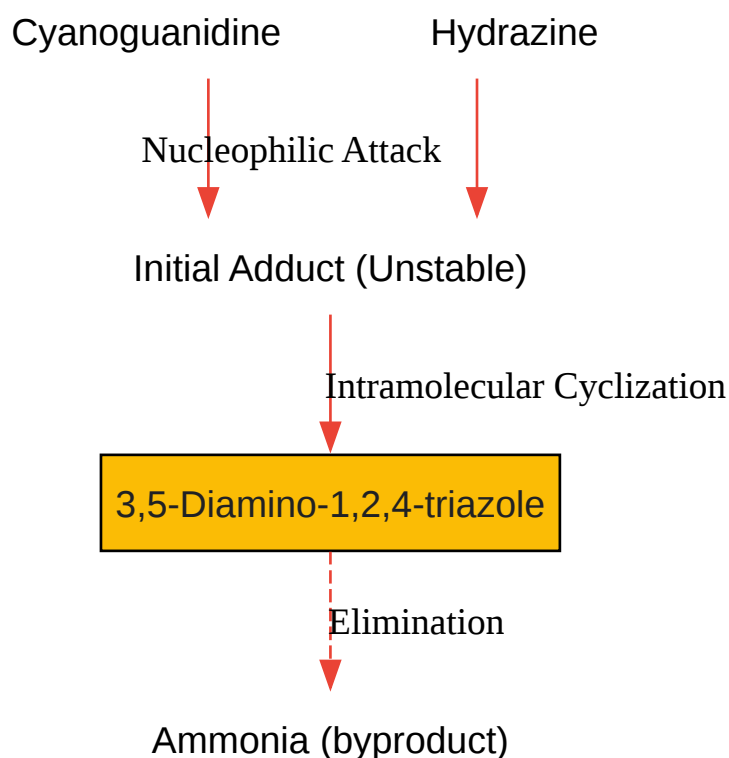 Cyanoguanidine Hydrazine
Nucleophilic Attack
Initial Adduct (Unstable)
Intramolecular Cyclization
3,5-Diamino-1,2,4-triazole
Elimination
Ammonia (byproduct)